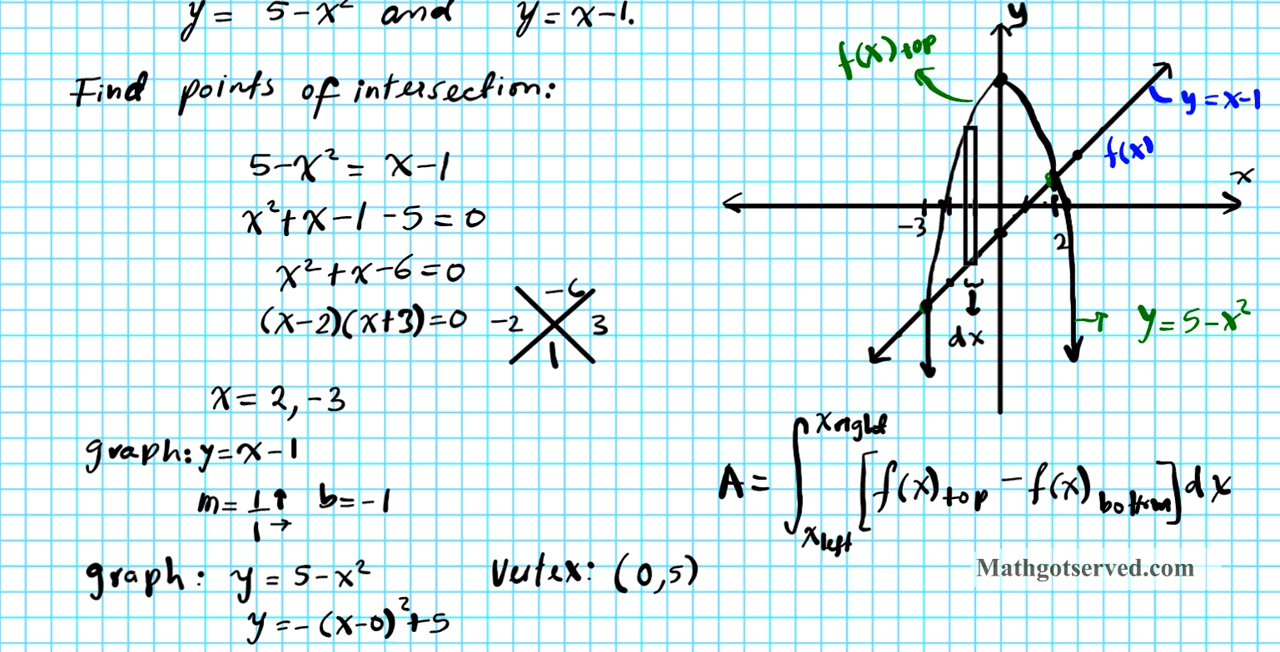 y = 5-x² and y = x-1.
Find points of intersection:
5-x² = x-1
x²+x-1-5=0
x²+x-6=0
(x-2)(x+3)=0
-6
-2 3
1
x = 2, -3
graph: y=x-1
m = 1↑/1→ b=-1
graph: y = 5-x² Vertex: (0,5)
y = -(x-0)²+5
y
f(x) top
y = x-1
f(x)
x
-3
2
dx
y = 5-x²
A = ∫ x left x right [f(x) top - f(x) bottom] dx
Mathgotserved.com